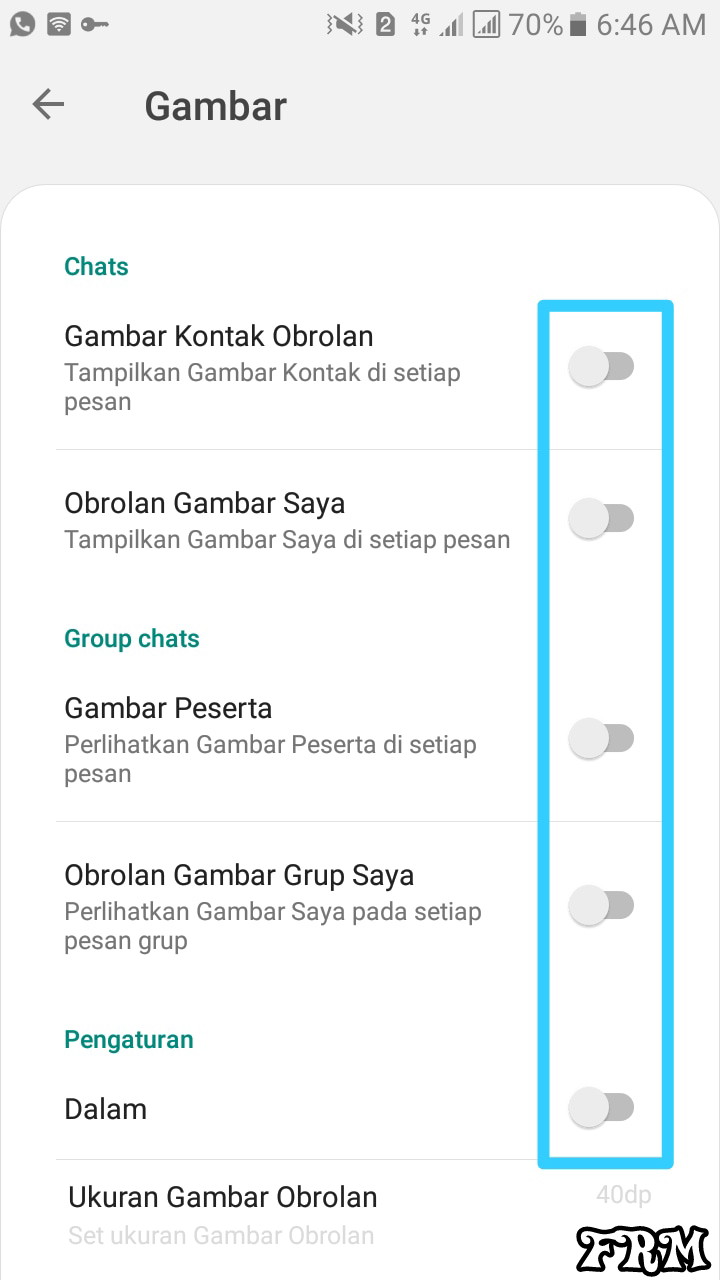 2 4G 70% 6:46 AM
Gambar
Chats
Gambar Kontak Obrolan
Tampilkan Gambar Kontak di setiap
pesan
Obrolan Gambar Saya
Tampilkan Gambar Saya di setiap pesan
Group chats
Gambar Peserta
Perlihatkan Gambar Peserta di setiap
pesan
Obrolan Gambar Grup Saya
Perlihatkan Gambar Saya pada setiap
pesan grup
Pengaturan
Dalam
Ukuran Gambar Obrolan 40dp
Set ukuran Gambar Obrolan
FRM